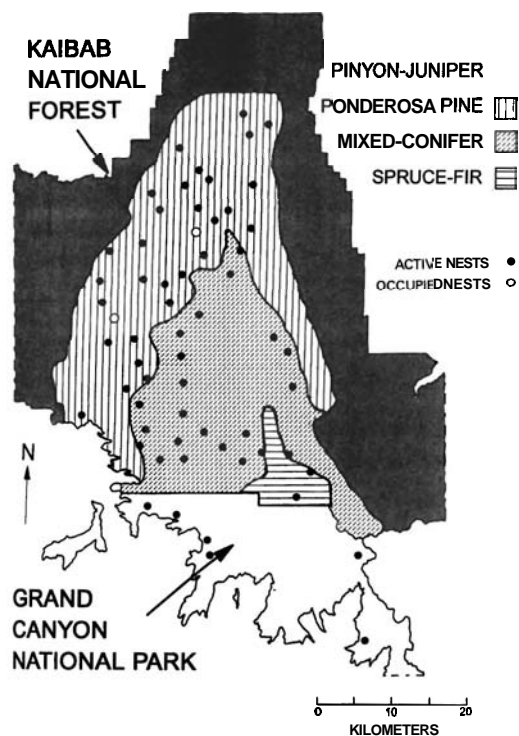 KAIBAB
NATIONAL
FOREST
PINYON-JUNIPER
PONDEROSA PINE
MIXED-CONIFER
SPRUCE-FIR
ACTIVE NESTS
OCCUPIEDNESTS
N
GRAND
CANYON
NATIONAL PARK
0 10 20
KILOMETERS